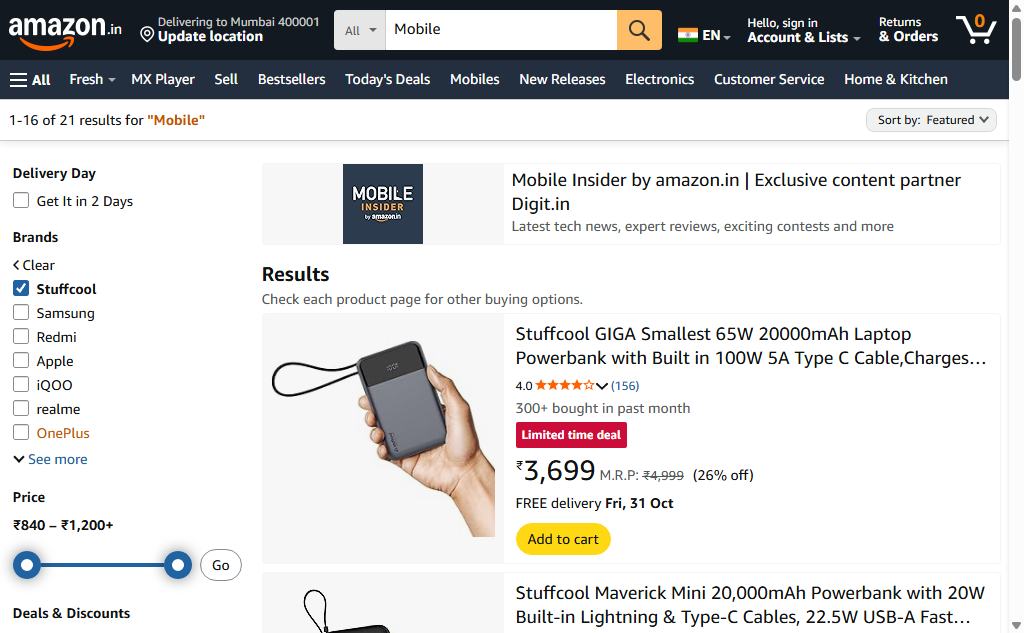 amazon.in
Delivering to Mumbai 400001
Update location
All
Mobile
EN
Hello, sign in
Account & Lists
Returns
& Orders
0
All
Fresh
MX Player
Sell
Bestsellers
Today's Deals
Mobiles
New Releases
Electronics
Customer Service
Home & Kitchen
1-16 of 21 results for "Mobile"
Sort by: Featured
Delivery Day
Get It in 2 Days
Brands
Clear
Stuffcool
Samsung
Redmi
Apple
iQOO
realme
OnePlus
See more
Price
₹840 – ₹1,200+
Go
Deals & Discounts
MOBILE
INSIDER
by amazon.in
Mobile Insider by amazon.in | Exclusive content partner
Digit.in
Latest tech news, expert reviews, exciting contests and more
Results
Check each product page for other buying options.
Stuffcool GIGA Smallest 65W 20000mAh Laptop
Powerbank with Built in 100W 5A Type C Cable,Charges…
4.0 (156)
300+ bought in past month
Limited time deal
₹3,699 M.R.P: ₹4,999 (26% off)
FREE delivery Fri, 31 Oct
Add to cart
Stuffcool Maverick Mini 20,000mAh Powerbank with 20W
Built-in Lightning & Type-C Cables, 22.5W USB-A Fast…